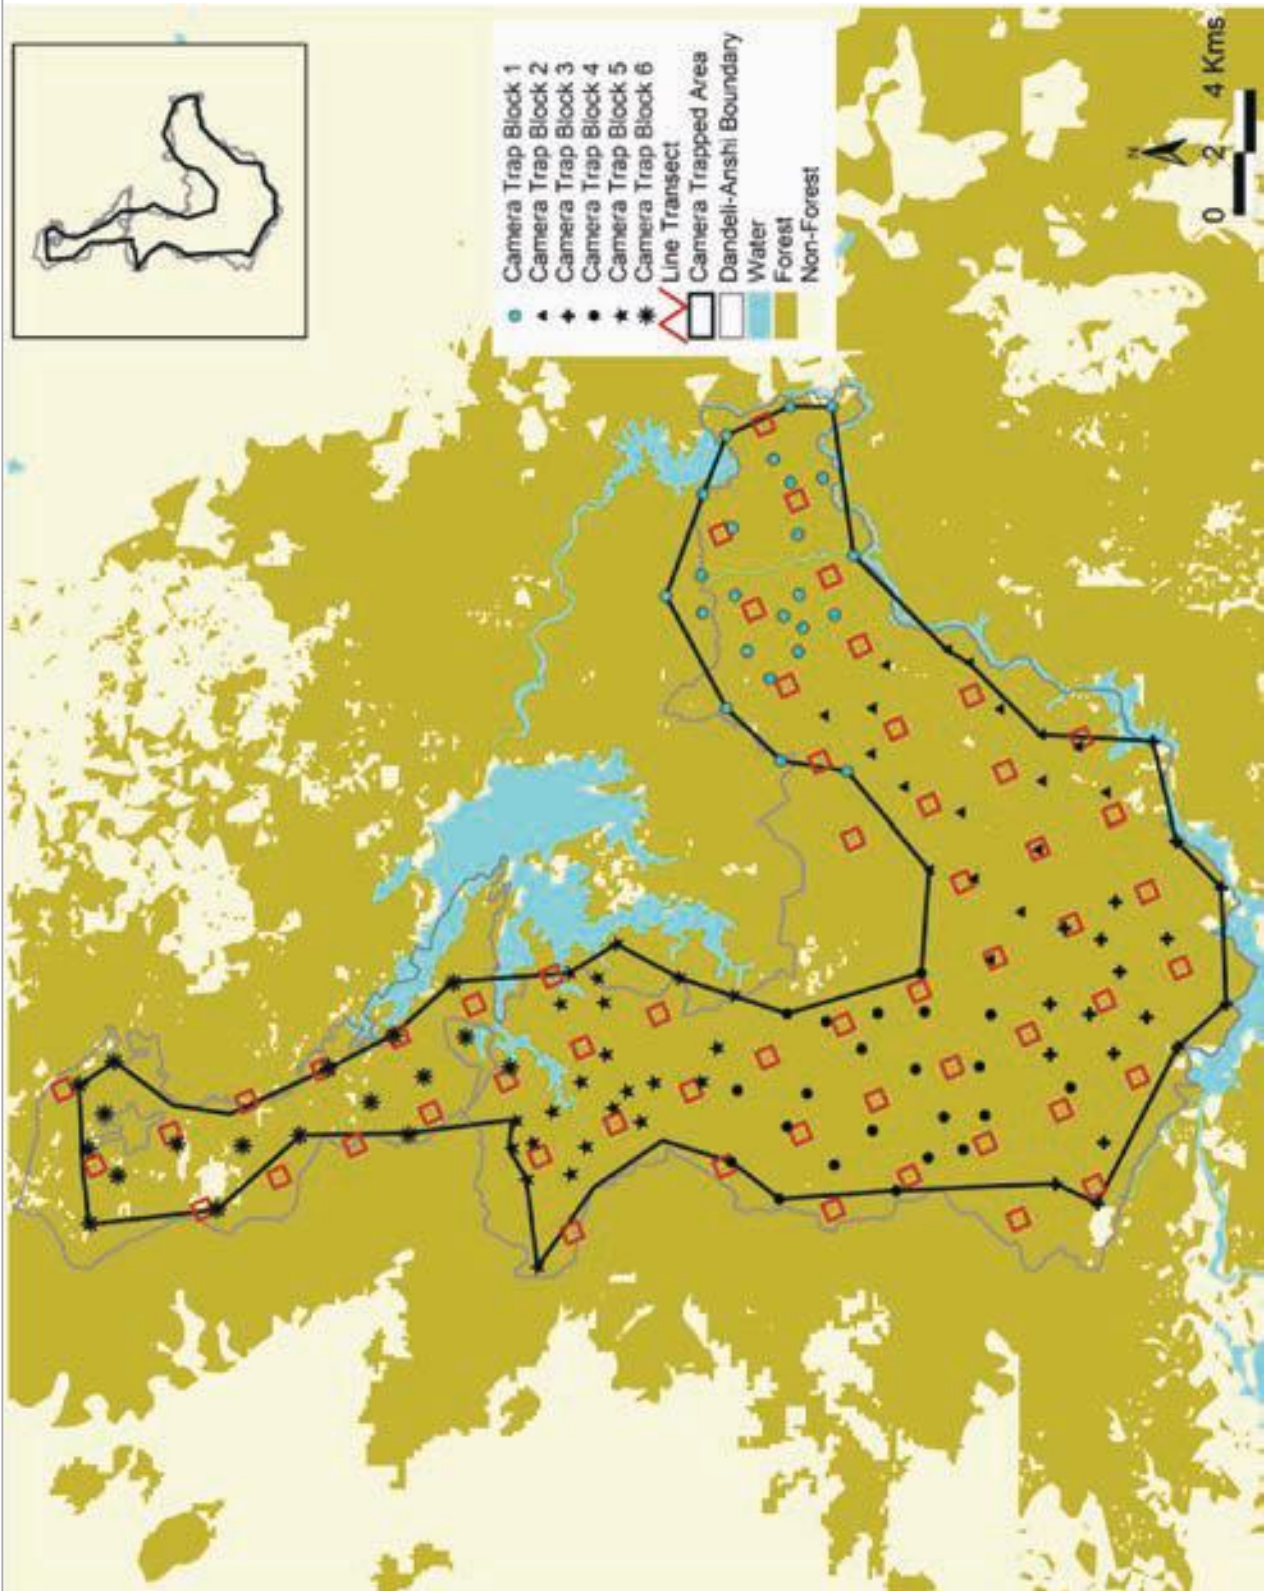 Camera Trap Block 1
Camera Trap Block 2
Camera Trap Block 3
Camera Trap Block 4
Camera Trap Block 5
Camera Trap Block 6
Line Transect
Camera Trapped Area
Dandeli-Anshi Boundary
Water
Forest
Non-Forest
N
0 2 4 Kms